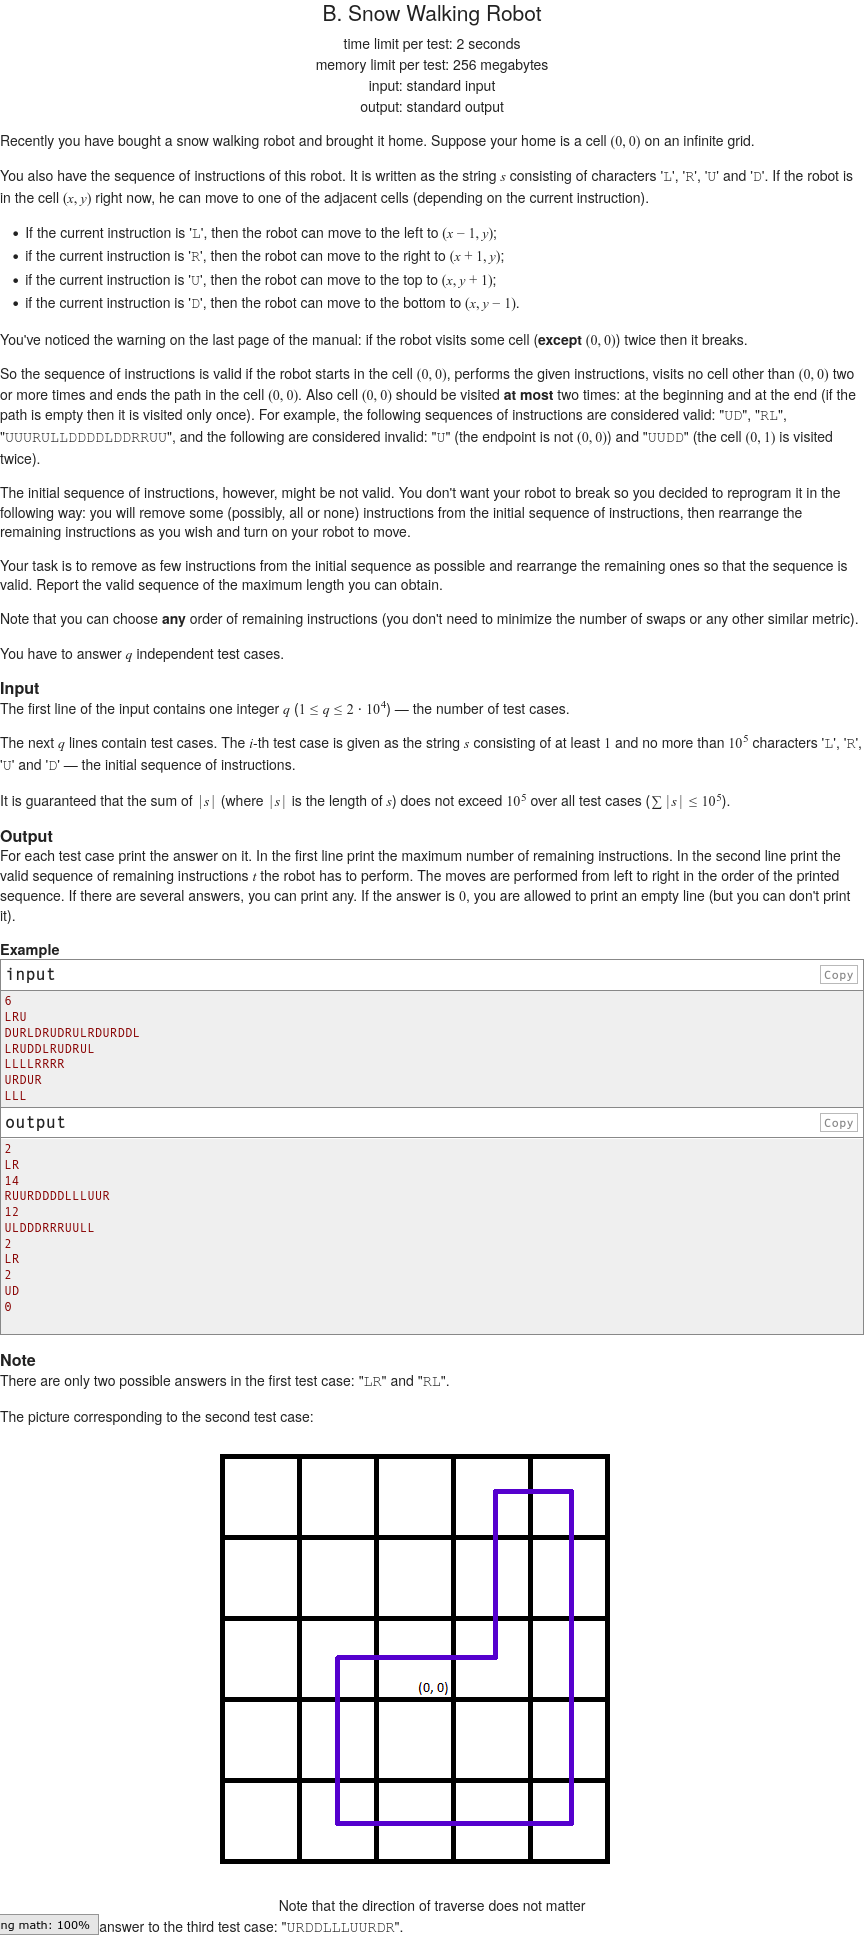 B. Snow Walking Robot
time limit per test: 2 seconds
memory limit per test: 256 megabytes
input: standard input
output: standard output
Recently you have bought a snow walking robot and brought it home. Suppose your home is a cell (0, 0) on an infinite grid.
You also have the sequence of instructions of this robot. It is written as the string s consisting of characters 'L', 'R', 'U' and 'D'. If the robot is
in the cell (x, y) right now, he can move to one of the adjacent cells (depending on the current instruction).
• If the current instruction is 'L', then the robot can move to the left to (x − 1, y);
• if the current instruction is 'R', then the robot can move to the right to (x + 1, y);
• if the current instruction is 'U', then the robot can move to the top to (x, y + 1);
• if the current instruction is 'D', then the robot can move to the bottom to (x, y − 1).
You've noticed the warning on the last page of the manual: if the robot visits some cell (except (0, 0)) twice then it breaks.
So the sequence of instructions is valid if the robot starts in the cell (0, 0), performs the given instructions, visits no cell other than (0, 0) two
or more times and ends the path in the cell (0, 0). Also cell (0, 0) should be visited at most two times: at the beginning and at the end (if the
path is empty then it is visited only once). For example, the following sequences of instructions are considered valid: "UD", "RL",
"UUURULLDDDDLDDRRUU", and the following are considered invalid: "U" (the endpoint is not (0, 0)) and "UUDD" (the cell (0, 1) is visited
twice).
The initial sequence of instructions, however, might be not valid. You don't want your robot to break so you decided to reprogram it in the
following way: you will remove some (possibly, all or none) instructions from the initial sequence of instructions, then rearrange the
remaining instructions as you wish and turn on your robot to move.
Your task is to remove as few instructions from the initial sequence as possible and rearrange the remaining ones so that the sequence is
valid. Report the valid sequence of the maximum length you can obtain.
Note that you can choose any order of remaining instructions (you don't need to minimize the number of swaps or any other similar metric).
You have to answer q independent test cases.
Input
The first line of the input contains one integer q (1 ≤ q ≤ 2 · 10⁴) — the number of test cases.
The next q lines contain test cases. The i-th test case is given as the string s consisting of at least 1 and no more than 10⁵ characters 'L', 'R',
'U' and 'D' — the initial sequence of instructions.
It is guaranteed that the sum of |s| (where |s| is the length of s) does not exceed 10⁵ over all test cases (∑ |s| ≤ 10⁵).
Output
For each test case print the answer on it. In the first line print the maximum number of remaining instructions. In the second line print the
valid sequence of remaining instructions t the robot has to perform. The moves are performed from left to right in the order of the printed
sequence. If there are several answers, you can print any. If the answer is 0, you are allowed to print an empty line (but you can don't print
it).
Example
input Copy
6
LRU
DURLDRUDRULRDURDDL
LRUDDLRUDRUL
LLLLRRRR
URDUR
LLL
output Copy
2
LR
14
RUURDDDDLLLUUR
12
ULDDDRRRUULL
2
LR
2
UD
0
Note
There are only two possible answers in the first test case: "LR" and "RL".
The picture corresponding to the second test case:
(0, 0)
Note that the direction of traverse does not matter
ng math: 100% answer to the third test case: "URDDLLLUURDR".